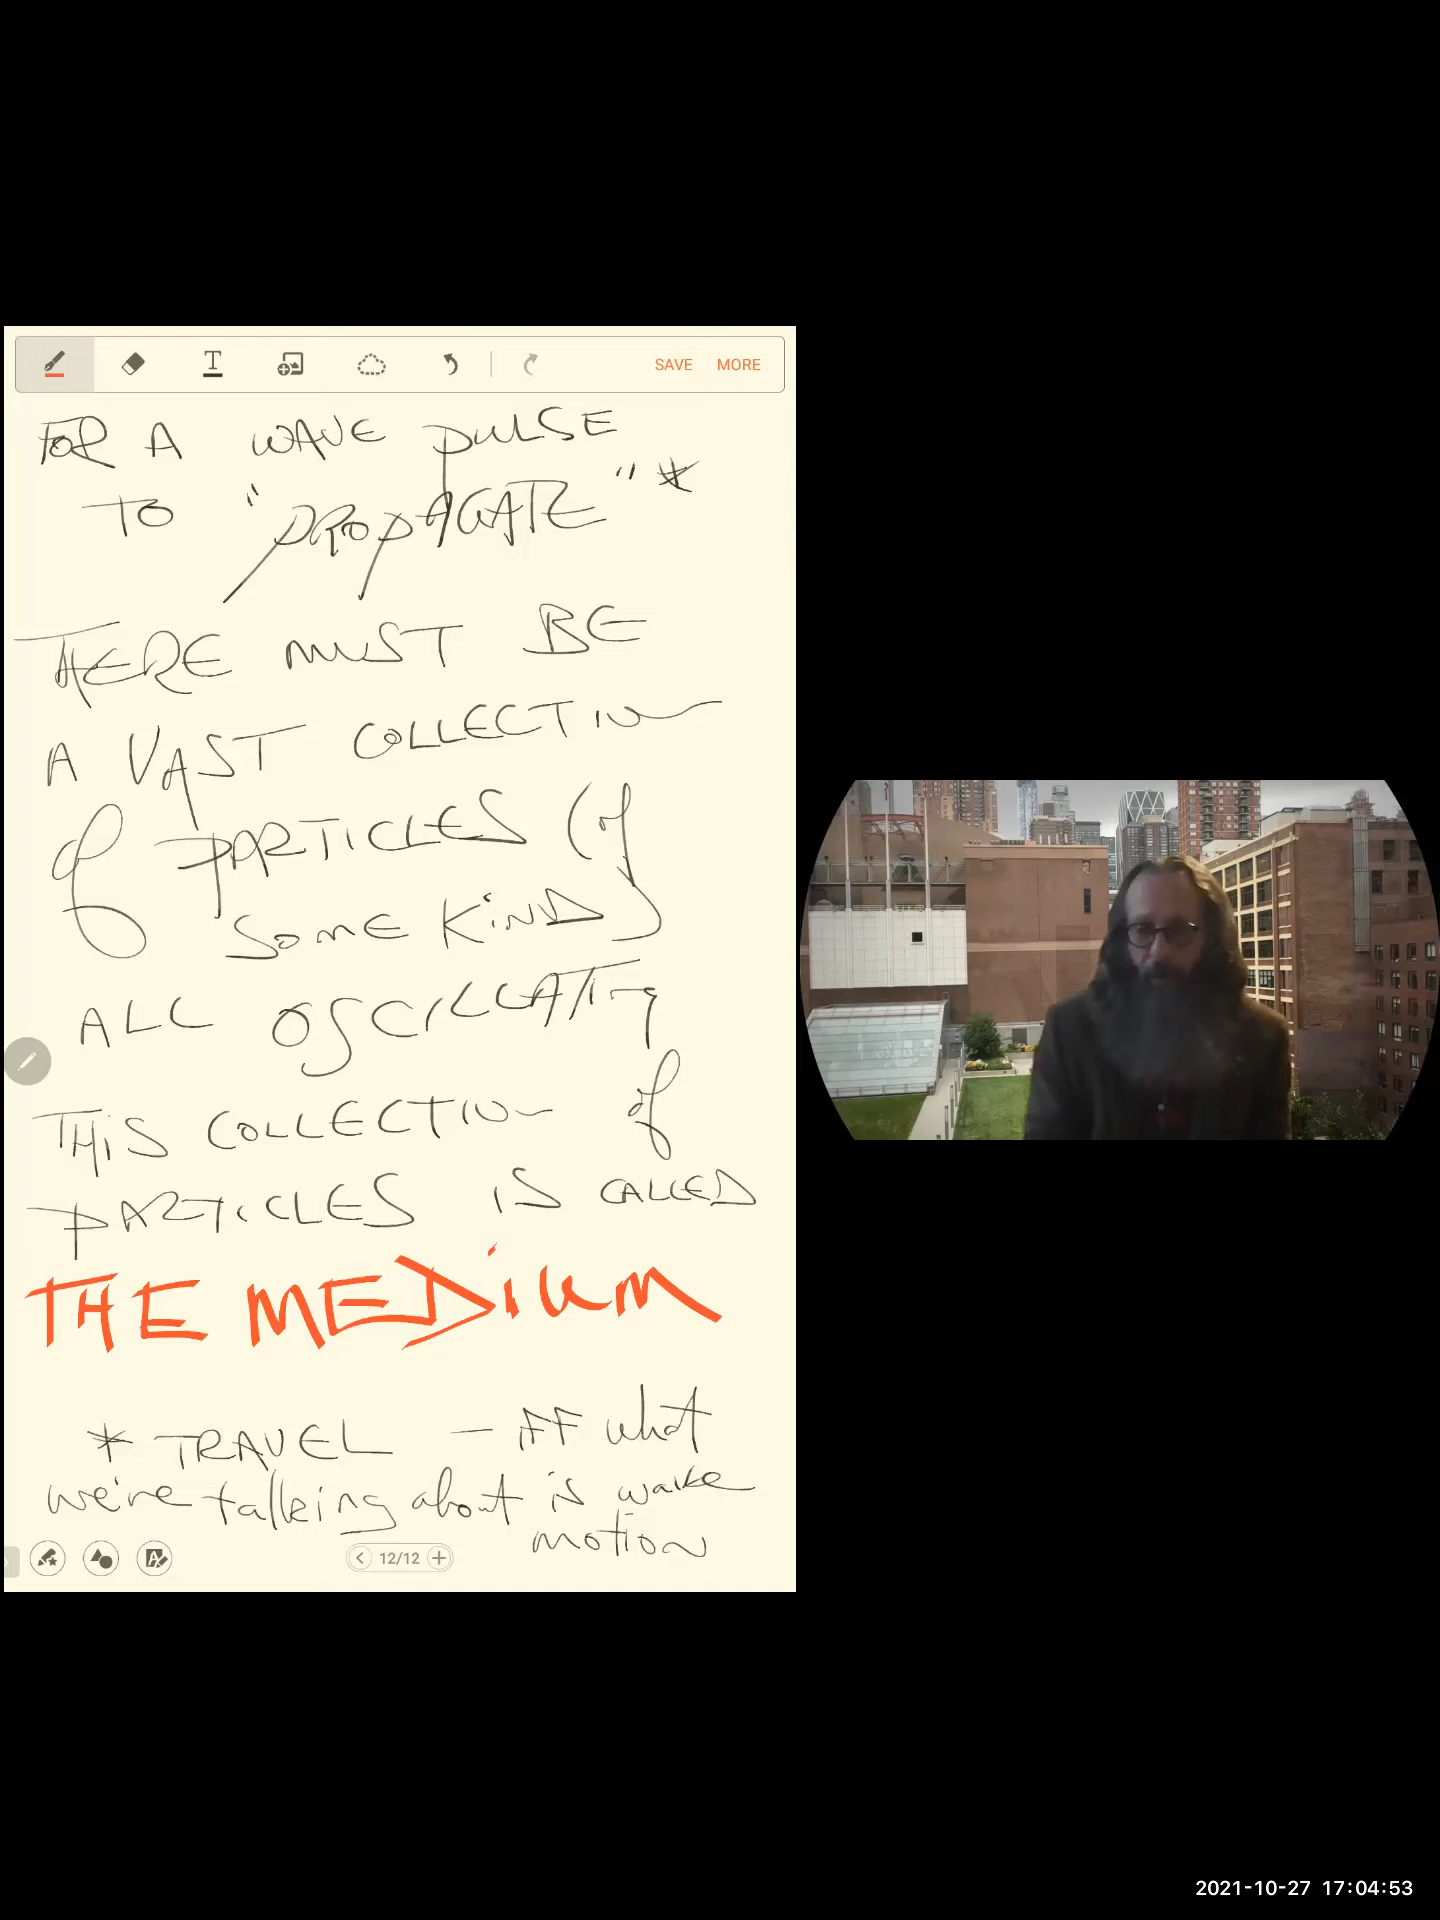 T
SAVE MORE
FOR A WAVE PULSE
TO "PROPAGATE" *
THERE MUST BE
A VAST COLLECTION
of PARTICLES (of
SOME KIND)
ALL OSCILLATING
THIS COLLECTION of
PARTICLES IS CALLED
THE MEDIUM
* TRAVEL - IFF what
we're talking about is wave
motion
12/12
2021-10-27 17:04:53